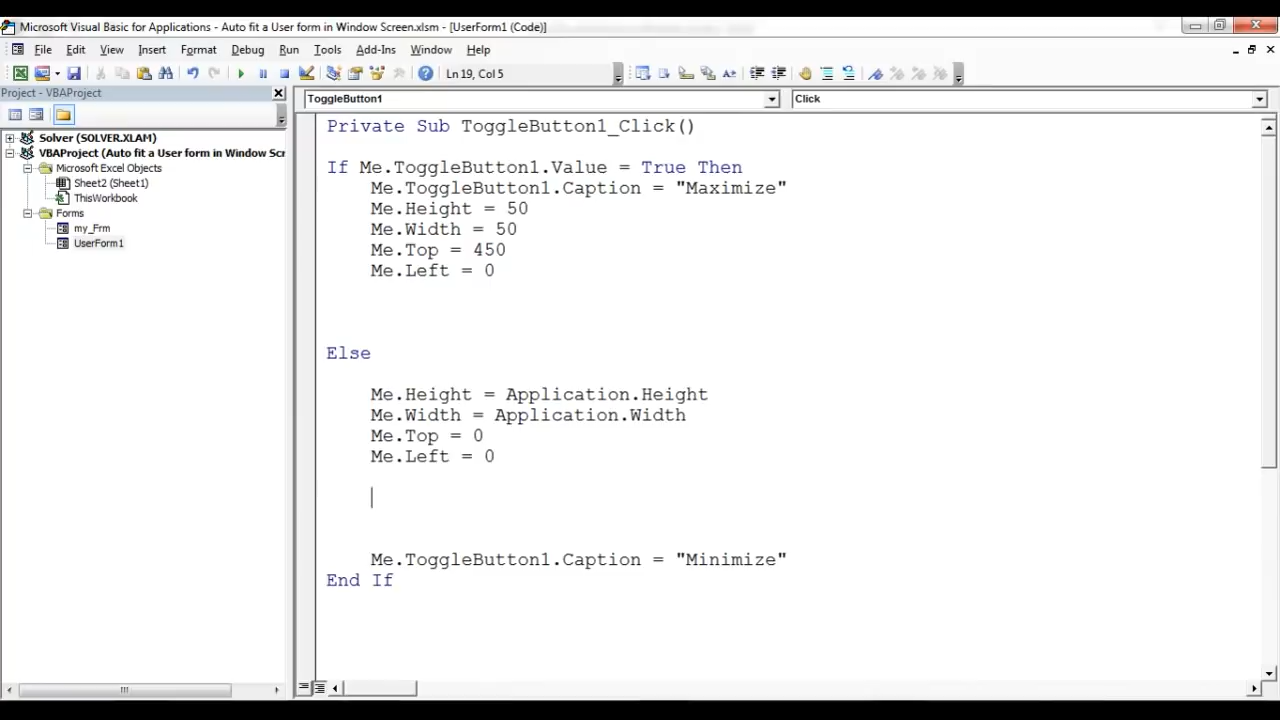 Microsoft Visual Basic for Applications - Auto fit a User form in Window Screen.xlsm - [UserForm1 (Code)]
File Edit View Insert Format Debug Run Tools Add-Ins Window Help
Ln 19, Col 5
Project - VBAProject
ToggleButton1
Click
Solver (SOLVER.XLAM)
VBAProject (Auto fit a User form in Window Scr
Microsoft Excel Objects
Sheet2 (Sheet1)
ThisWorkbook
Forms
my_Frm
UserForm1
Private Sub ToggleButton1_Click()
If Me.ToggleButton1.Value = True Then
Me.ToggleButton1.Caption = "Maximize"
Me.Height = 50
Me.Width = 50
Me.Top = 450
Me.Left = 0
Else
Me.Height = Application.Height
Me.Width = Application.Width
Me.Top = 0
Me.Left = 0
Me.ToggleButton1.Caption = "Minimize"
End If